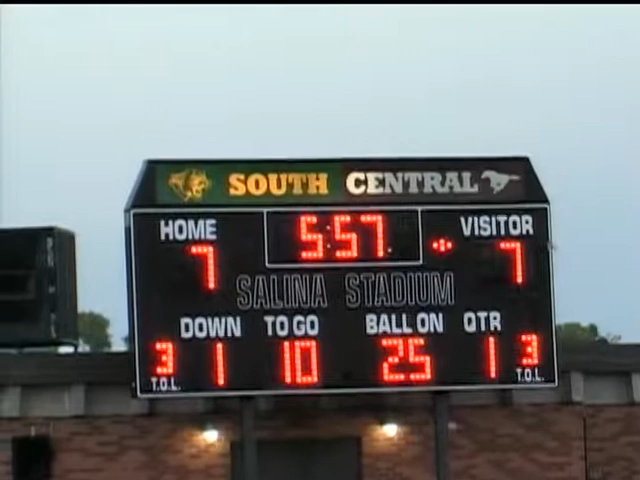 SOUTH CENTRAL
HOME 5:57 VISITOR
7 7
SALINA STADIUM
DOWN TO GO BALL ON QTR
3 1 10 25 1 3
T.O.L. T.O.L.